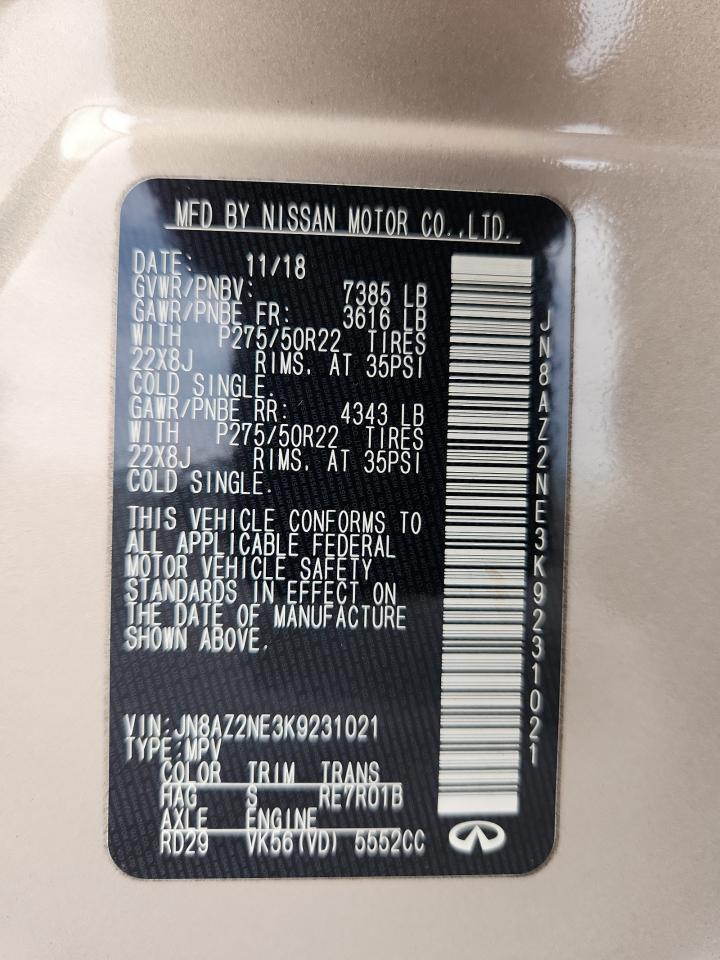 MFD BY NISSAN MOTOR CO.,LTD.
DATE: 11/18
GVWR/PNBV: 7385 LB
GAWR/PNBE FR: 3616 LB
WITH P275/50R22 TIRES
22X8J RIMS. AT 35PSI
COLD SINGLE.
GAWR/PNBE RR: 4343 LB
WITH P275/50R22 TIRES
22X8J RIMS. AT 35PSI
COLD SINGLE.
THIS VEHICLE CONFORMS TO
ALL APPLICABLE FEDERAL
MOTOR VEHICLE SAFETY
STANDARDS IN EFFECT ON
THE DATE OF MANUFACTURE
SHOWN ABOVE.
VIN:JN8AZ2NE3K9231021
TYPE:MPV
COLOR TRIM TRANS
HAG S RE7R01B
AXLE ENGINE
RD29 VK56(VD) 5552CC
JN8AZ2NE3K9231021